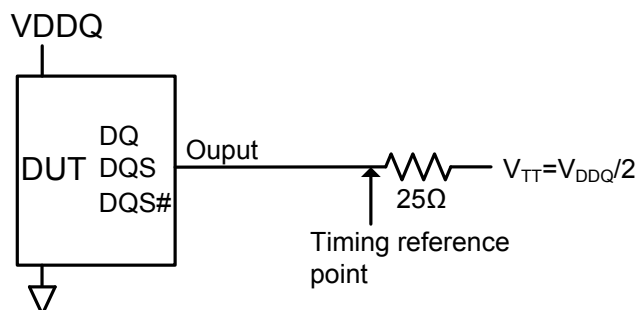 VDDQ
DQ
DUT DQS
DQS#
Ouput
25Ω
V_TT=V_DDQ/2
Timing reference
point